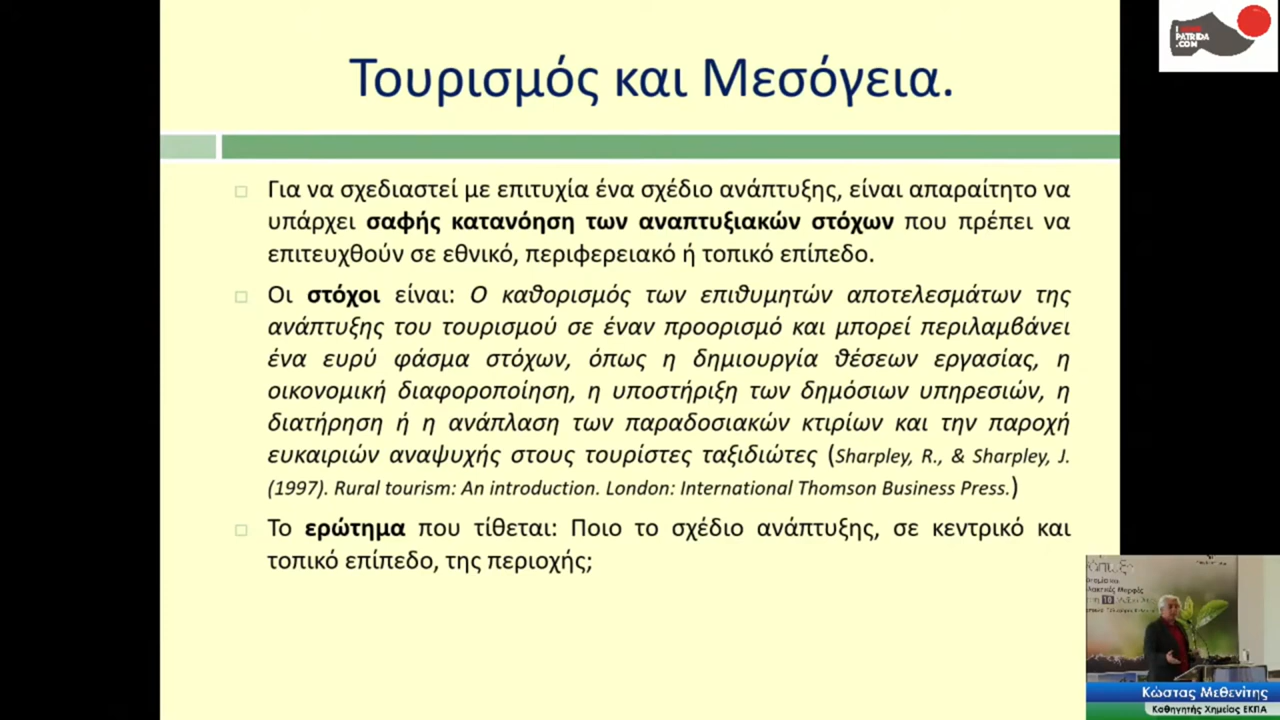 I
PATRIDA
.COM
Τουρισμός και Μεσόγεια.
Για να σχεδιαστεί με επιτυχία ένα σχέδιο ανάπτυξης, είναι απαραίτητο να
υπάρχει σαφής κατανόηση των αναπτυξιακών στόχων που πρέπει να
επιτευχθούν σε εθνικό, περιφερειακό ή τοπικό επίπεδο.
Οι στόχοι είναι: Ο καθορισμός των επιθυμητών αποτελεσμάτων της
ανάπτυξης του τουρισμού σε έναν προορισμό και μπορεί περιλαμβάνει
ένα ευρύ φάσμα στόχων, όπως η δημιουργία θέσεων εργασίας, η
οικονομική διαφοροποίηση, η υποστήριξη των δημόσιων υπηρεσιών, η
διατήρηση ή η ανάπλαση των παραδοσιακών κτιρίων και την παροχή
ευκαιριών αναψυχής στους τουρίστες ταξιδιώτες (Sharpley, R., & Sharpley, J.
(1997). Rural tourism: An introduction. London: International Thomson Business Press.)
Το ερώτημα που τίθεται: Ποιο το σχέδιο ανάπτυξης, σε κεντρικό και
τοπικό επίπεδο, της περιοχής;
Κώστας Μεθενίτης
Καθηγητής Χημείας ΕΚΠΑ